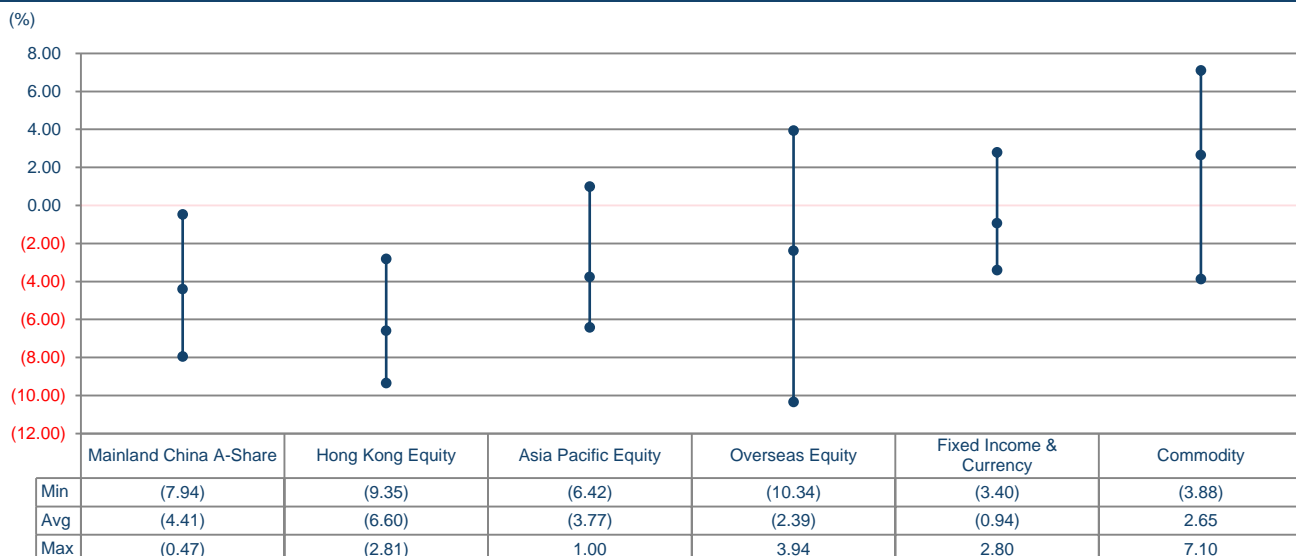 (%)
8.00
6.00
4.00
2.00
0.00
(2.00)
(4.00)
(6.00)
(8.00)
(10.00)
(12.00)
Mainland China A-Share Hong Kong Equity Asia Pacific Equity Overseas Equity Fixed Income &
Currency Commodity
Min (7.94) (9.35) (6.42) (10.34) (3.40) (3.88)
Avg (4.41) (6.60) (3.77) (2.39) (0.94) 2.65
Max (0.47) (2.81) 1.00 3.94 2.80 7.10